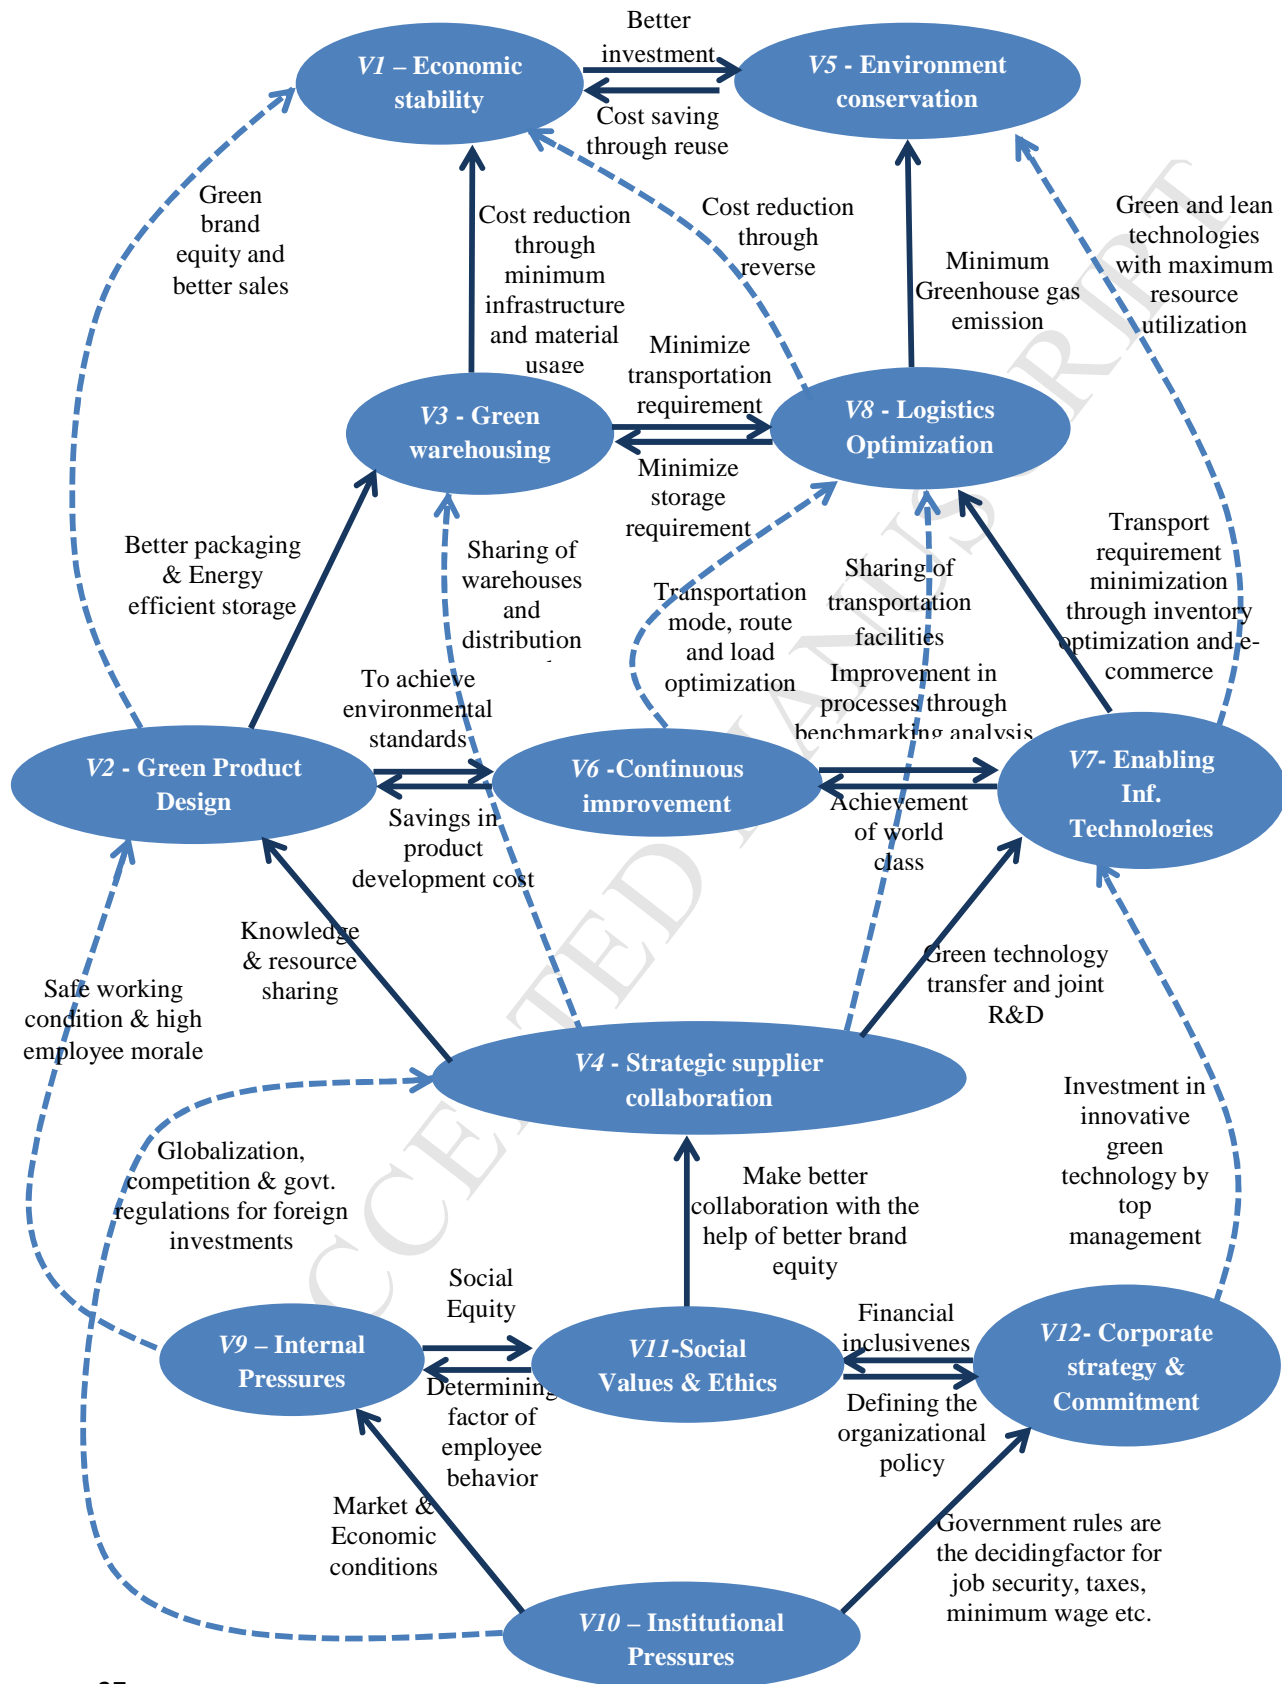 Better
investment
V1 – Economic
stability
V5 - Environment
conservation
Cost saving
through reuse
Green
brand
equity and
better sales
Cost reduction
through
minimum
infrastructure
and material
usage
Cost reduction
through
reverse
Minimum
Greenhouse gas
emission
Green and lean
technologies
with maximum
resource
utilization
Minimize
transportation
requirement
V3 - Green
warehousing
V8 - Logistics
Optimization
Minimize
storage
requirement
Better packaging
& Energy
efficient storage
Sharing of
warehouses
and
distribution
Transportation
mode, route
and load
optimization
Sharing of
transportation
facilities
Transport
requirement
minimization
through inventory
optimization and e-
commerce
To achieve
environmental
standards
Improvement in
processes through
benchmarking analysis
V2 - Green Product
Design
V6 -Continuous
improvement
V7- Enabling
Inf.
Technologies
Savings in
product
development cost
Achievement
of world
class
Knowledge
& resource
sharing
Green technology
transfer and joint
R&D
Safe working
condition & high
employee morale
V4 - Strategic supplier
collaboration
Investment in
innovative
green
technology by
top
management
Globalization,
competition & govt.
regulations for foreign
investments
Make better
collaboration with the
help of better brand
equity
Social
Equity
Financial
inclusivenes
V9 – Internal
Pressures
V11-Social
Values & Ethics
V12- Corporate
strategy &
Commitment
Determining
factor of
employee
behavior
Defining the
organizational
policy
Market &
Economic
conditions
Government rules are
the decidingfactor for
job security, taxes,
minimum wage etc.
V10 – Institutional
Pressures
CCEPTED MANUSCRIPT